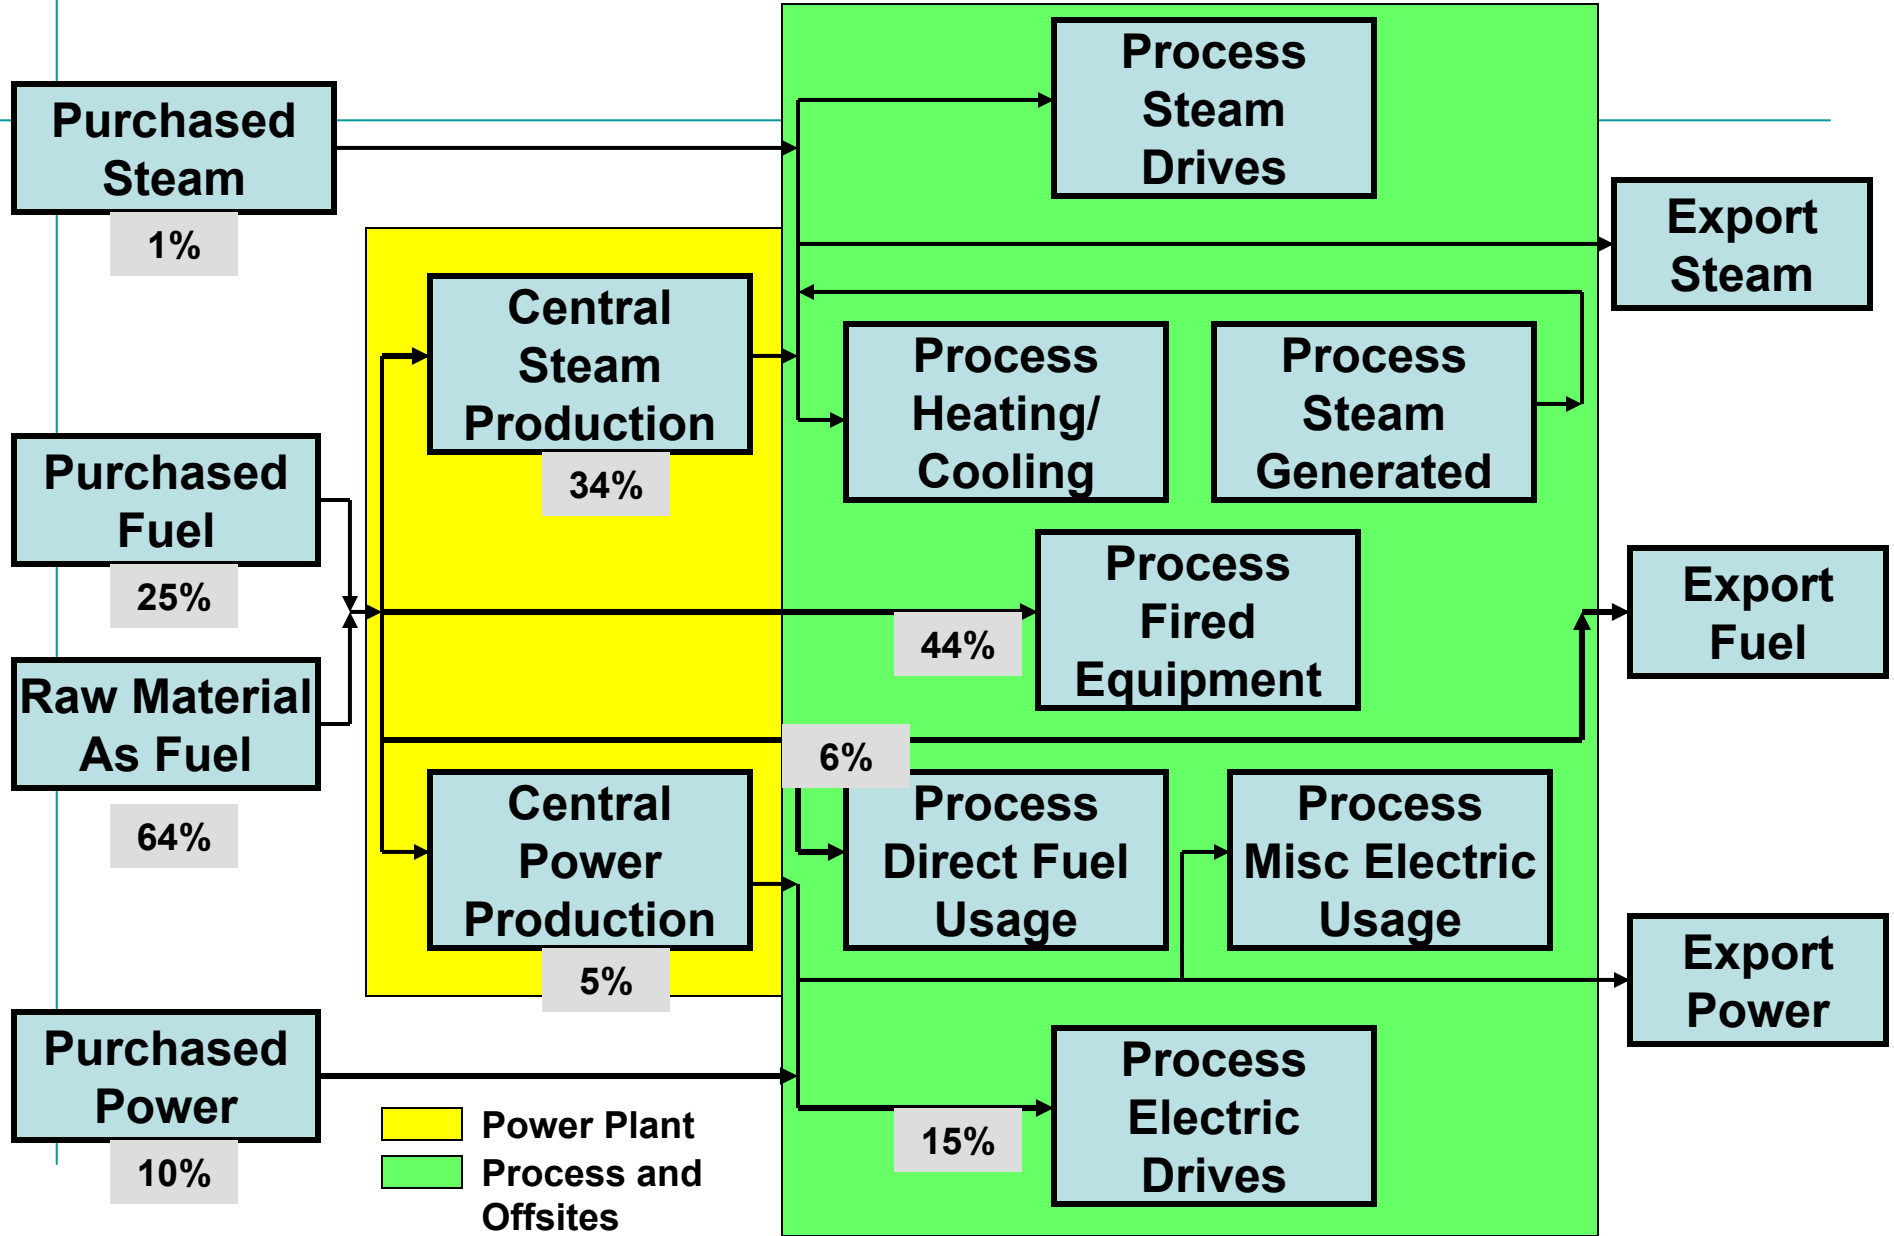 Purchased
Steam
1%
Purchased
Fuel
25%
Raw Material
As Fuel
64%
Purchased
Power
10%
Central
Steam
Production
34%
Central
Power
Production
5%
Power Plant
Process and
Offsites
Process
Steam
Drives
Process
Heating/
Cooling
Process
Steam
Generated
44%
Process
Fired
Equipment
6%
Process
Direct Fuel
Usage
Process
Misc Electric
Usage
15%
Process
Electric
Drives
Export
Steam
Export
Fuel
Export
Power